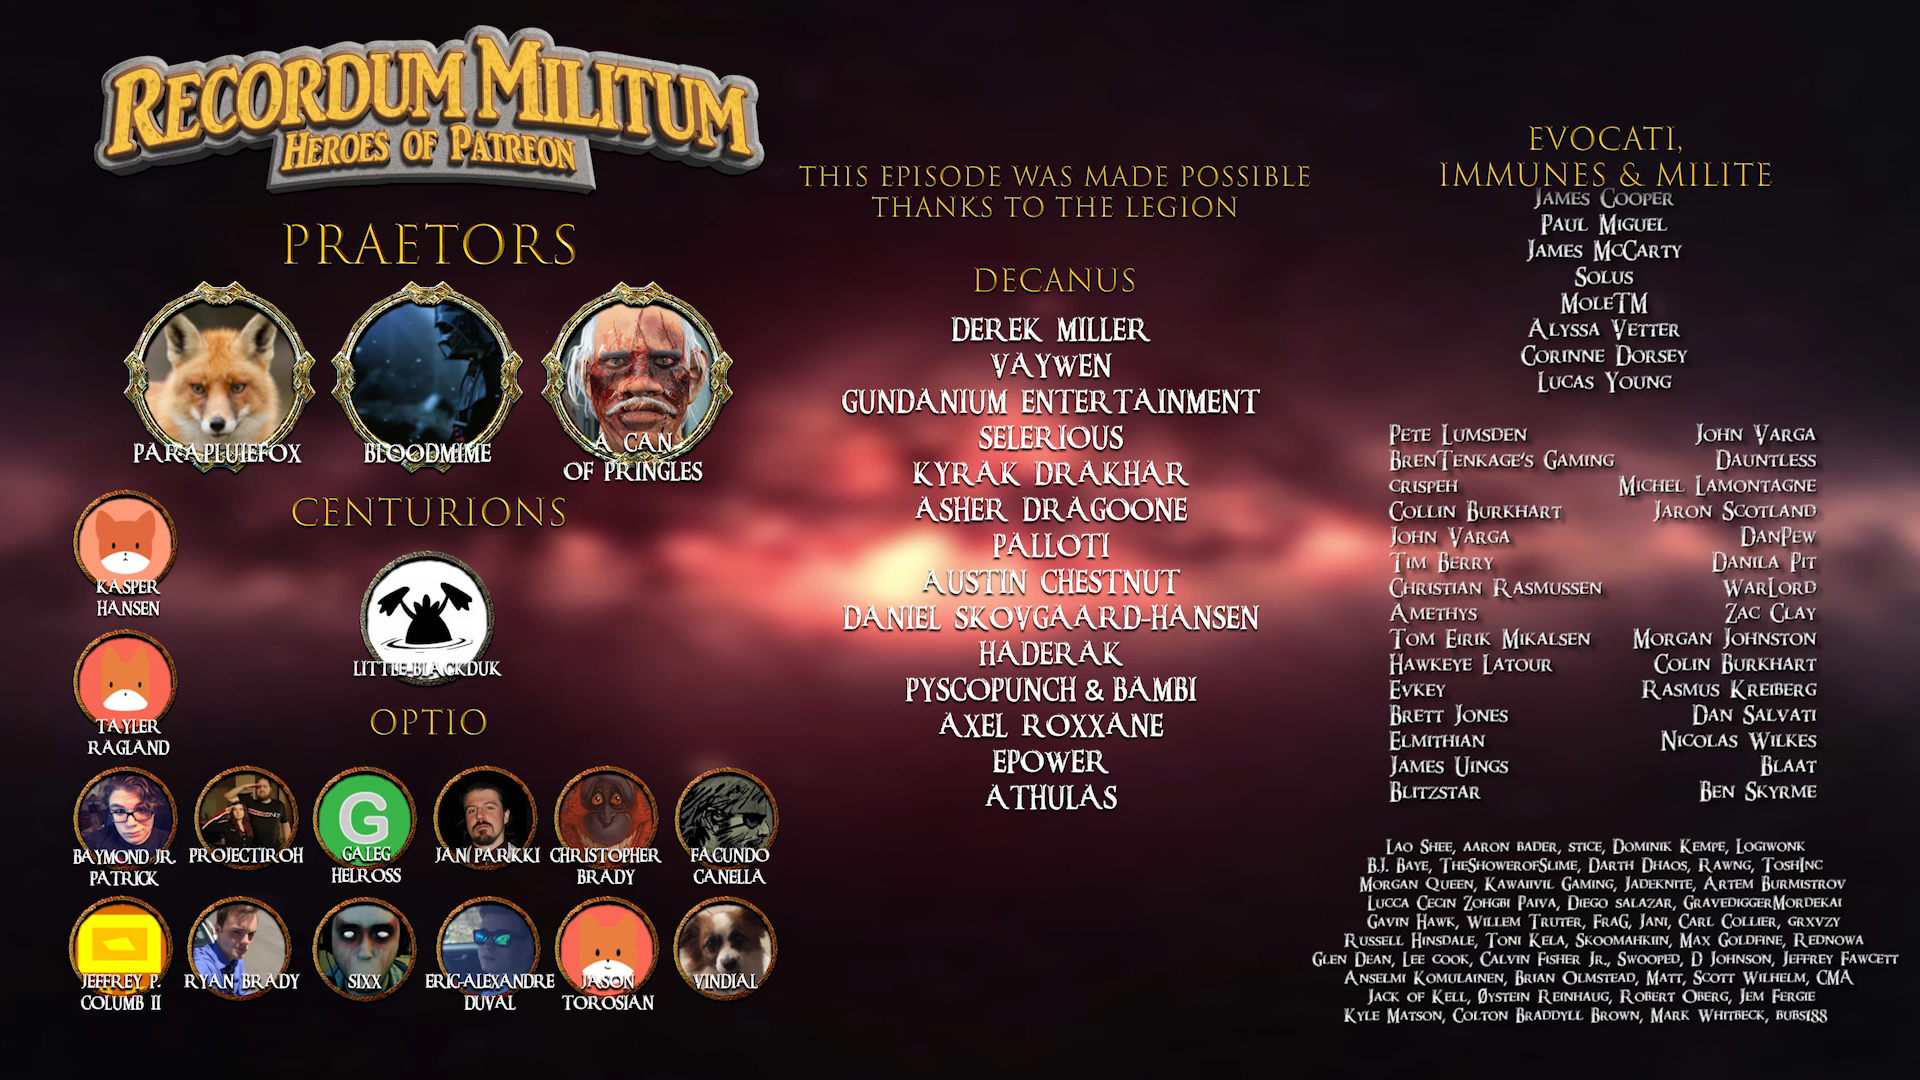 RECORDUM MILITUM
HEROES OF PATREON
PRAETORS
PARAPLUIEFOX
BLOODMIME
A CAN
OF PRINGLES
CENTURIONS
KASPER
HANSEN
LITTLE-BLACKDUK
TAYLER
RAGLAND
OPTIO
BAYMOND JR.
PATRICK
PROJECTIROH
G
GALEG
HELROSS
JANI PARKKI
CHRISTOPHER
BRADY
FACUNDO
CANELLA
JEFFREY P.
COLUMB II
RYAN BRADY
SIXX
ERIC-ALEXANDRE
DUVAL
JASON
TOROSIAN
VINDIAL
THIS EPISODE WAS MADE POSSIBLE
THANKS TO THE LEGION
DECANUS
DEREK MILLER
VAYWEN
GUNDANIUM ENTERTAINMENT
SELERIOUS
KYRAK DRAKHAR
ASHER DRAGOONE
PALLOTI
AUSTIN CHESTNUT
DANIEL SKOVGAARD-HANSEN
HADERAK
PYSCOPUNCH & BAMBI
AXEL ROXXANE
EPOWER
ATHULAS
EVOCATI,
IMMUNES & MILITE
JAMES COOPER
PAUL MIGUEL
JAMES MCCARTY
SOLUS
MOLETM
ALYSSA VETTER
CORINNE DORSEY
LUCAS YOUNG
PETE LUMSDEN
BRENTENKAGE'S GAMING
CRISPEH
COLLIN BURKHART
JOHN VARGA
TIM BERRY
CHRISTIAN RASMUSSEN
AMETHYS
TOM EIRIK MIKALSEN
HAWKEYE LATOUR
EVKEY
BRETT JONES
ELMITHIAN
JAMES UINGS
BLITZSTAR
JOHN VARGA
DAUNTLESS
MICHEL LAMONTAGNE
JARON SCOTLAND
DANPEW
DANILA PIT
WARLORD
ZAC CLAY
MORGAN JOHNSTON
COLIN BURKHART
RASMUS KREIBERG
DAN SALVATI
NICOLAS WILKES
BLAAT
BEN SKYRME
LAO SHEE, AARON BADER, STICE, DOMINIK KEMPE, LOGIWONK
B.J. BAYE, THESHOWEROFSLIME, DARTH DHAOS, RAWNG, TOSHINC
MORGAN QUEEN, KAWAIIVIL GAMING, JADEKNITE, ARTEM BURMISTROV
LUCCA CECIN ZOHGBI PAIVA, DIEGO SALAZAR, GRAVEDIGGERMORDEKAI
GAVIN HAWK, WILLEM TRUTER, FRAG, JANI, CARL COLLIER, GRXVZY
RUSSELL HINSDALE, TONI KELA, SKOOMAHKIIN, MAX GOLDFINE, REDNOWA
GLEN DEAN, LEE COOK, CALVIN FISHER JR., SWOOPED, D JOHNSON, JEFFREY FAWCETT
ANSELMI KOMULAINEN, BRIAN OLMSTEAD, MATT, SCOTT WILHELM, CMA
JACK OF KELL, ØYSTEIN REINHAUG, ROBERT OBERG, JEM FERGIE
KYLE MATSON, COLTON BRADDYLL BROWN, MARK WHITBECK, BUBS188